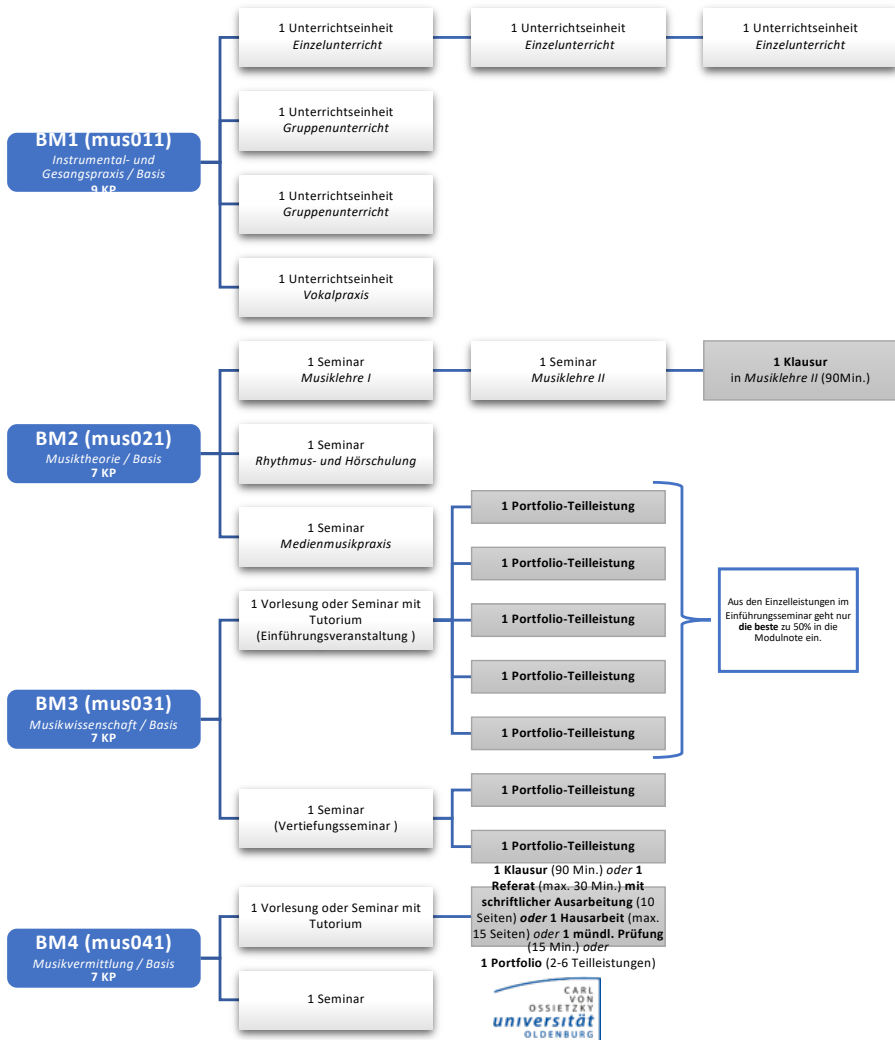 1 Unterrichtseinheit
Einzelunterricht
1 Unterrichtseinheit
Einzelunterricht
1 Unterrichtseinheit
Einzelunterricht
1 Unterrichtseinheit
Gruppenunterricht
BM1 (mus011)
Instrumental- und
Gesangspraxis / Basis
9 KP
1 Unterrichtseinheit
Gruppenunterricht
1 Unterrichtseinheit
Vokalpraxis
1 Seminar
Musiklehre I
1 Seminar
Musiklehre II
1 Klausur
in Musiklehre II (90Min.)
BM2 (mus021)
Musiktheorie / Basis
7 KP
1 Seminar
Rhythmus- und Hörschulung
1 Seminar
Medienmusikpraxis
1 Portfolio-Teilleistung
1 Portfolio-Teilleistung
1 Vorlesung oder Seminar mit
Tutorium
(Einführungsveranstaltung )
1 Portfolio-Teilleistung
Aus den Einzelleistungen im
Einführungsseminar geht nur
die beste zu 50% in die
Modulnote ein.
1 Portfolio-Teilleistung
BM3 (mus031)
Musikwissenschaft / Basis
7 KP
1 Portfolio-Teilleistung
1 Portfolio-Teilleistung
1 Seminar
(Vertiefungsseminar )
1 Portfolio-Teilleistung
1 Vorlesung oder Seminar mit
Tutorium
1 Klausur (90 Min.) oder 1
Referat (max. 30 Min.) mit
schriftlicher Ausarbeitung (10
Seiten) oder 1 Hausarbeit (max.
15 Seiten) oder 1 mündl. Prüfung
(15 Min.) oder
1 Portfolio (2-6 Teilleistungen)
BM4 (mus041)
Musikvermittlung / Basis
7 KP
1 Seminar
CARL
VON
OSSIETZKY
universität
OLDENBURG